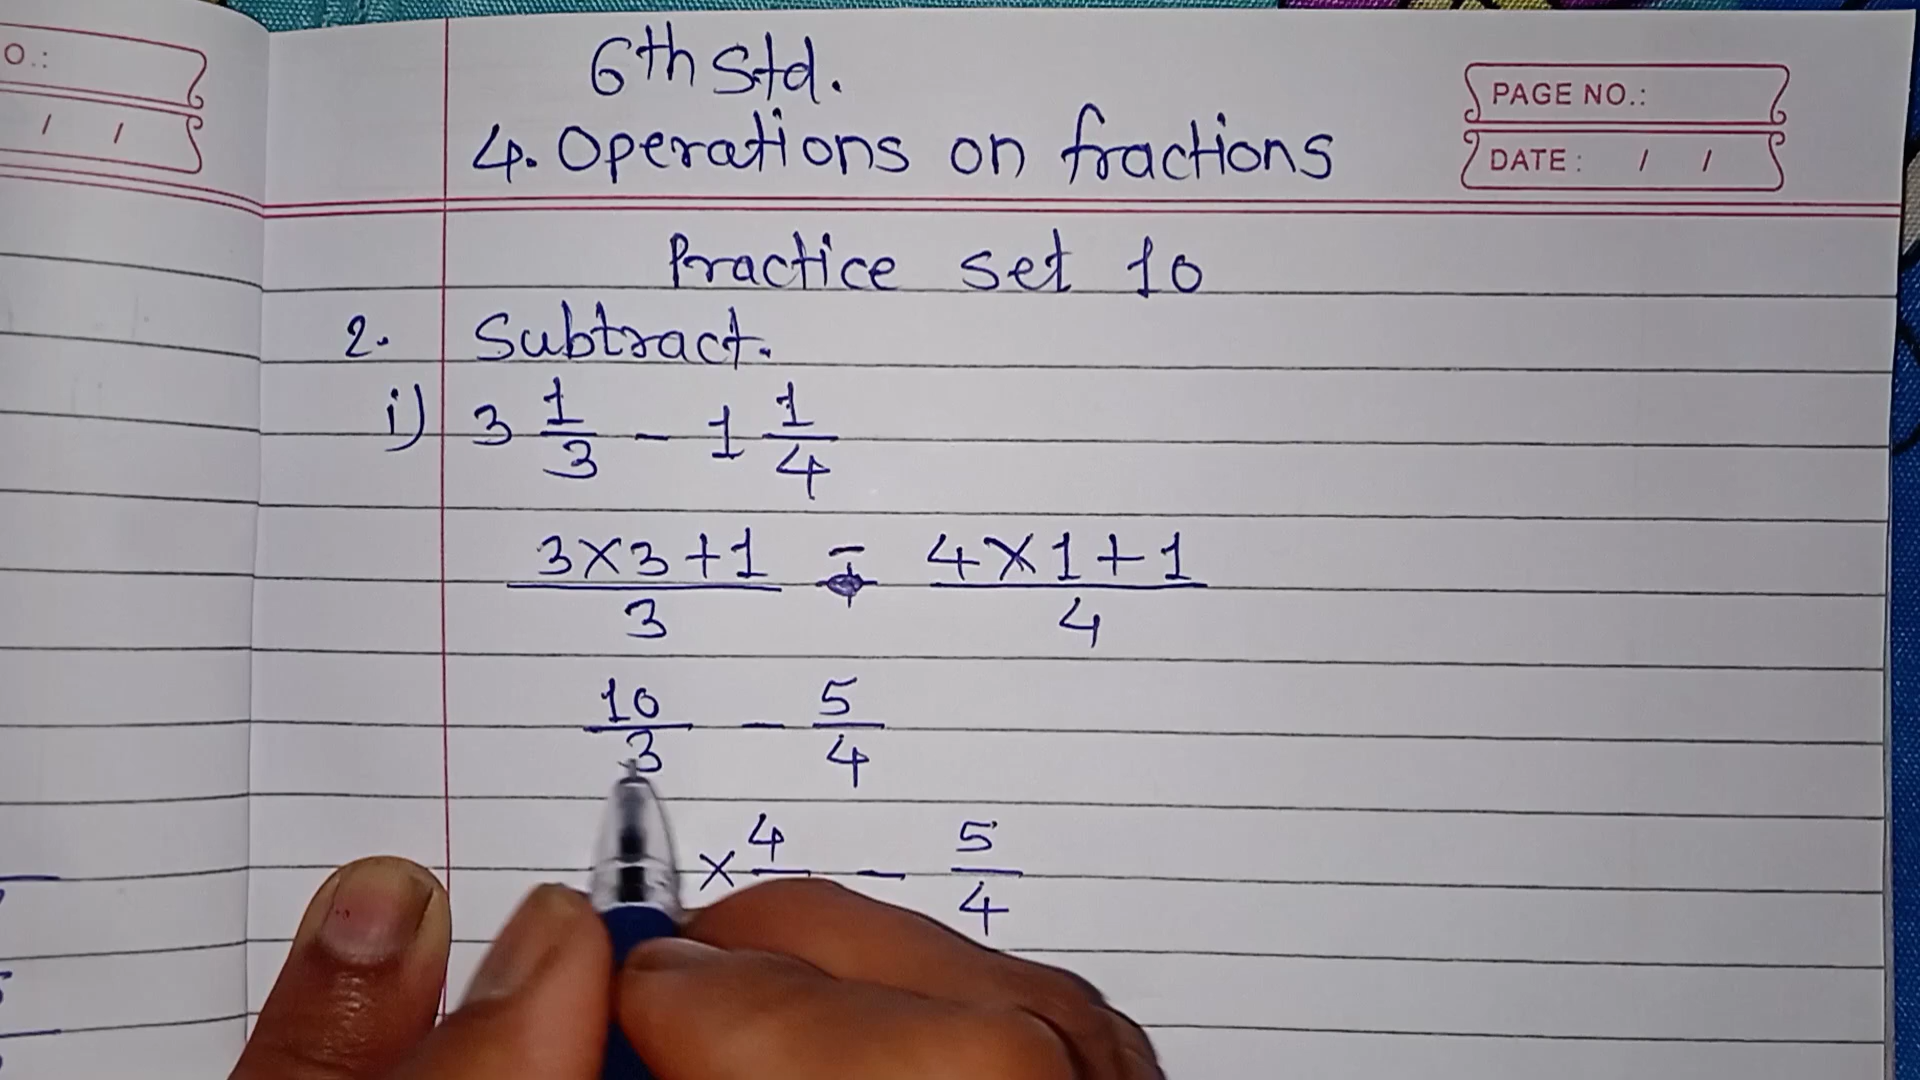 O.:
/ /
6th Std.
4. Operations on fractions
PAGE NO.:
DATE: / /
Practice set 10
2. Subtract.
i) 3 1/3 - 1 1/4
3×3+1/3 - 4×1+1/4
10/3 - 5/4
×4 - 5/4